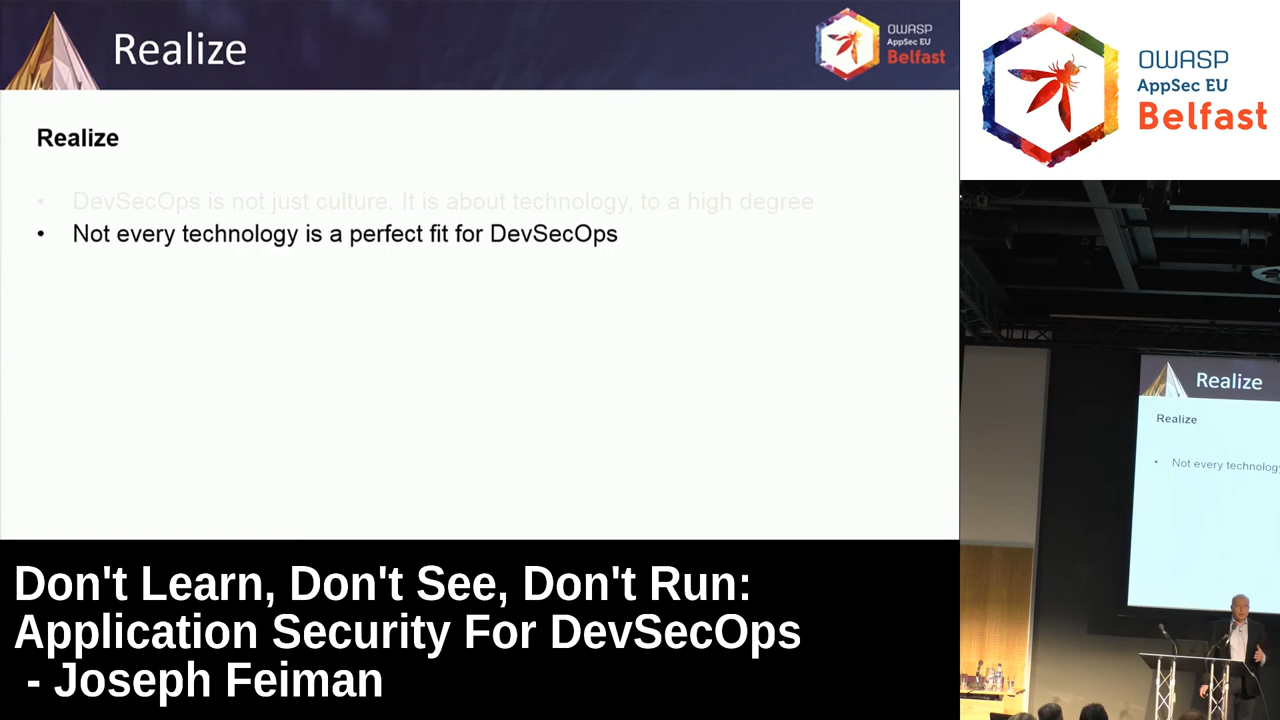 Realize
OWASP
AppSec EU
Belfast
Realize
• DevSecOps is not just culture. It is about technology, to a high degree
• Not every technology is a perfect fit for DevSecOps
OWASP
AppSec EU
Belfast
Realize
Realize
• Not every technology
Don't Learn, Don't See, Don't Run:
Application Security For DevSecOps
- Joseph Feiman